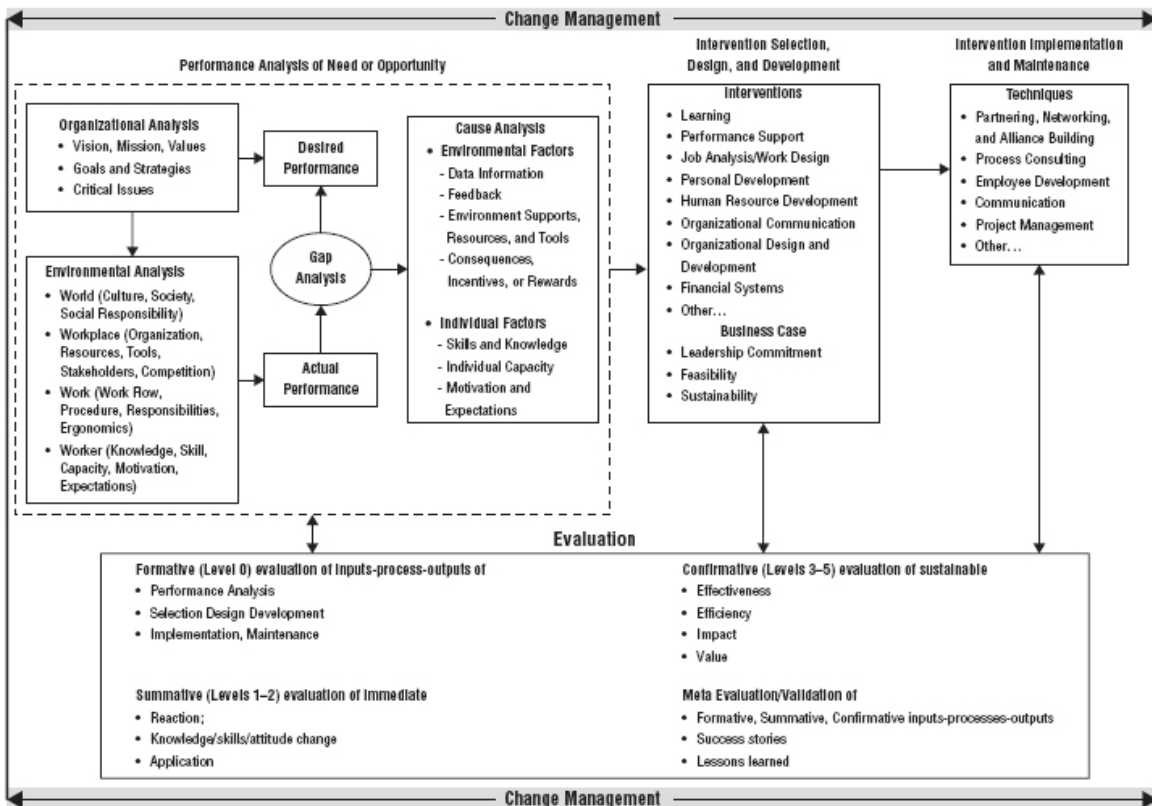 Change Management
Performance Analysis of Need or Opportunity
Organizational Analysis
• Vision, Mission, Values
• Goals and Strategies
• Critical Issues
Environmental Analysis
• World (Culture, Society,
Social Responsibility)
• Workplace (Organization,
Resources, Tools,
Stakeholders, Competition)
• Work (Work Flow,
Procedure, Responsibilities,
Ergonomics)
• Worker (Knowledge, Skill,
Capacity, Motivation,
Expectations)
Desired
Performance
Gap
Analysis
Actual
Performance
Cause Analysis
• Environmental Factors
- Data Information
- Feedback
- Environment Supports,
Resources, and Tools
- Consequences,
Incentives, or Rewards
• Individual Factors
- Skills and Knowledge
- Individual Capacity
- Motivation and
Expectations
Intervention Selection,
Design, and Development
Interventions
• Learning
• Performance Support
• Job Analysis/Work Design
• Personal Development
• Human Resource Development
• Organizational Communication
• Organizational Design and
Development
• Financial Systems
• Other...
Business Case
• Leadership Commitment
• Feasibility
• Sustainability
Intervention Implementation
and Maintenance
Techniques
• Partnering, Networking,
and Alliance Building
• Process Consulting
• Employee Development
• Communication
• Project Management
• Other...
Evaluation
Formative (Level 0) evaluation of inputs-process-outputs of
• Performance Analysis
• Selection Design Development
• Implementation, Maintenance
Summative (Levels 1–2) evaluation of immediate
• Reaction;
• Knowledge/skills/attitude change
• Application
Confirmative (Levels 3–5) evaluation of sustainable
• Effectiveness
• Efficiency
• Impact
• Value
Meta Evaluation/Validation of
• Formative, Summative, Confirmative inputs-processes-outputs
• Success stories
• Lessons learned
Change Management